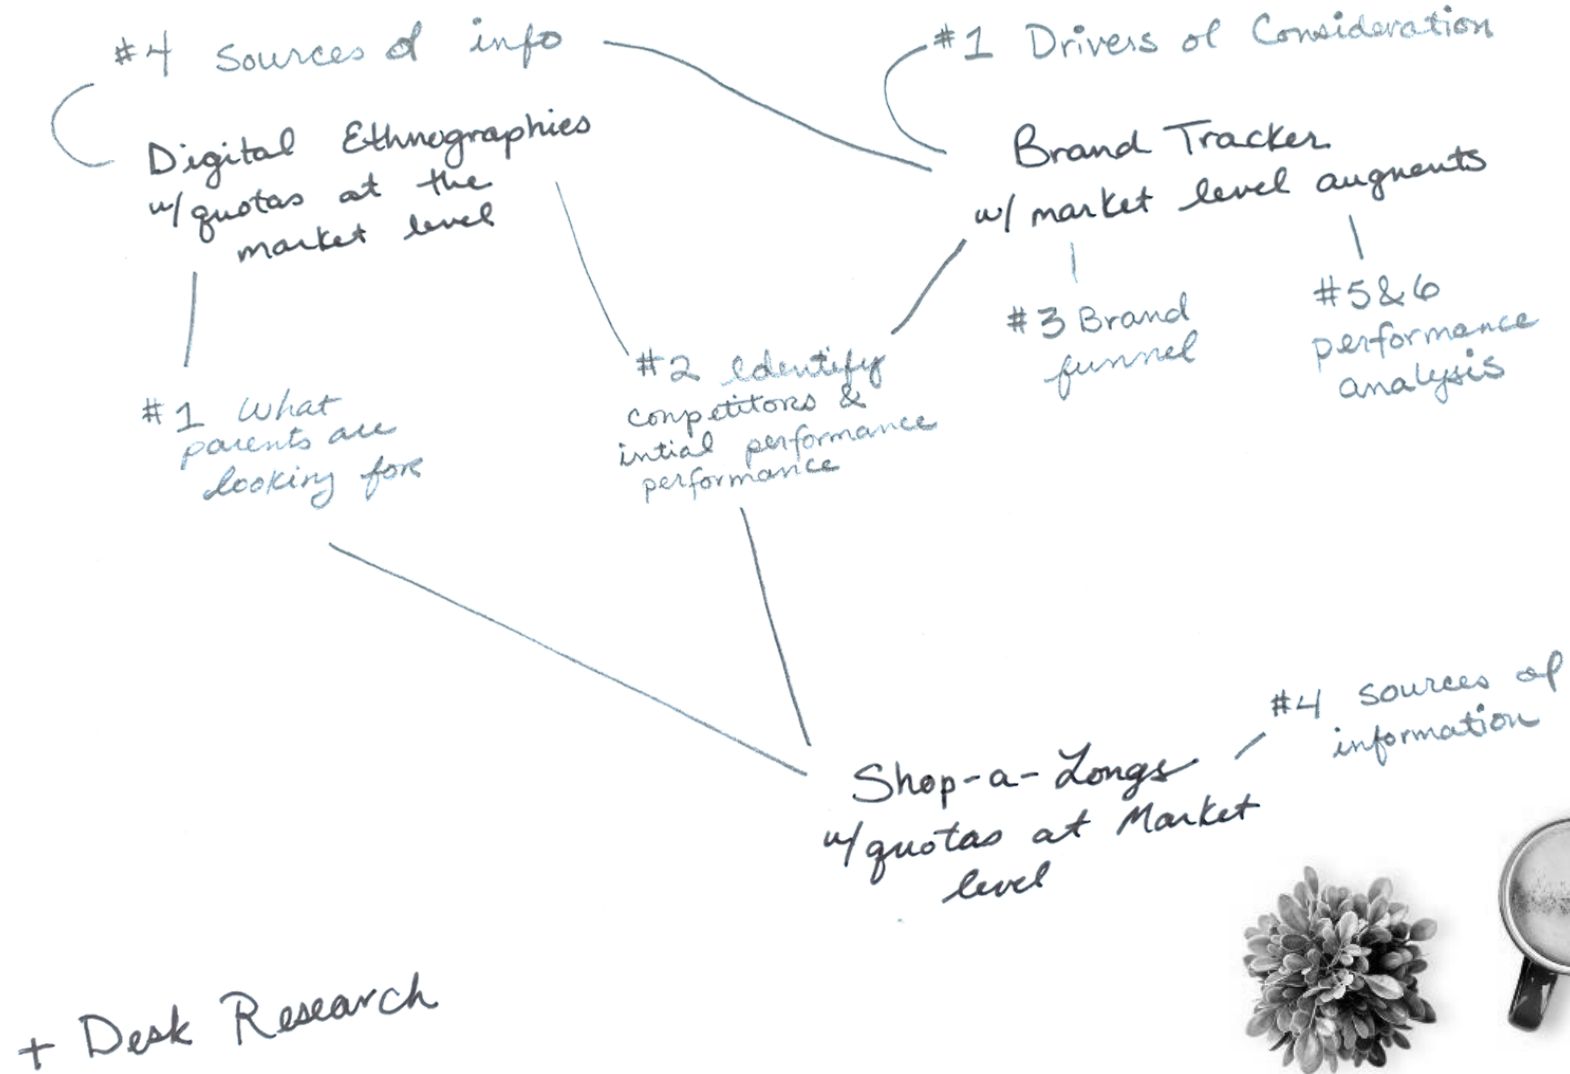 #4 Sources of info
Digital Ethnographies
w/ quotas at the
market level
#1 What
parents are
looking for
#1 Drivers of Consideration
Brand Tracker
w/ market level augments
#3 Brand
funnel
#5&6
performance
analysis
#2 Identify
conpetitors &
intial performance
performance
#4 Sources of
information
Shop-a-Longs
w/ quotas at Market
level
+ Desk Research